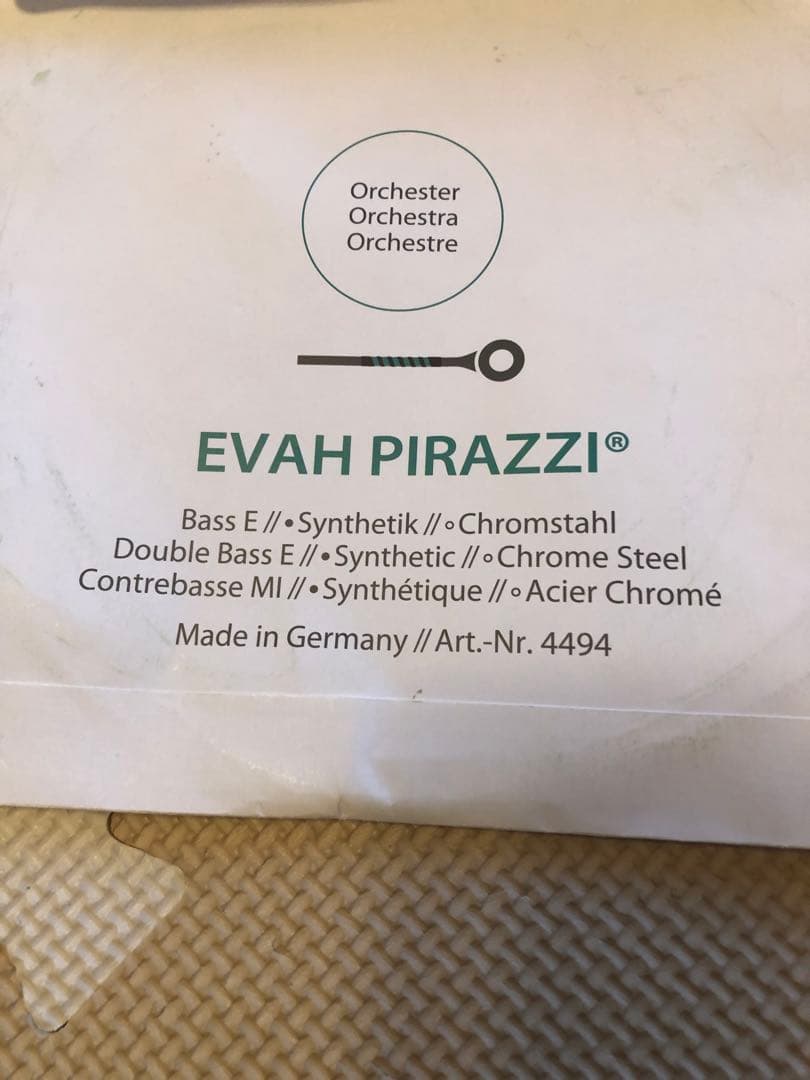 Orchester
Orchestra
Orchestre
EVAH PIRAZZI®
Bass E//•Synthetik//∘Chromstahl
Double Bass E//•Synthetic//∘Chrome Steel
Contrebasse MI//•Synthétique//∘Acier Chromé
Made in Germany//Art.-Nr. 4494